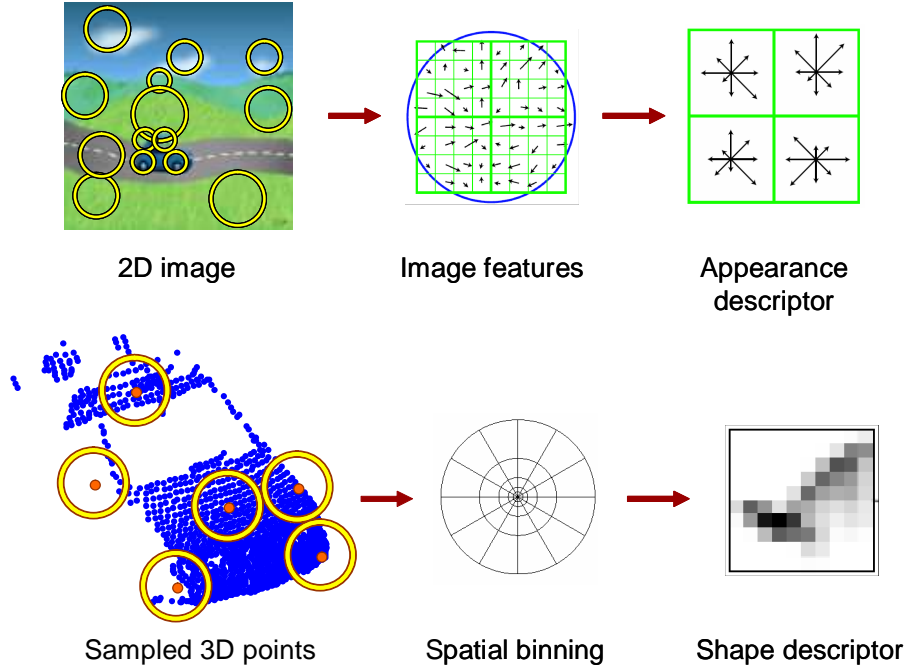 2D image
Image features
Appearance
descriptor
Sampled 3D points
Spatial binning
Shape descriptor